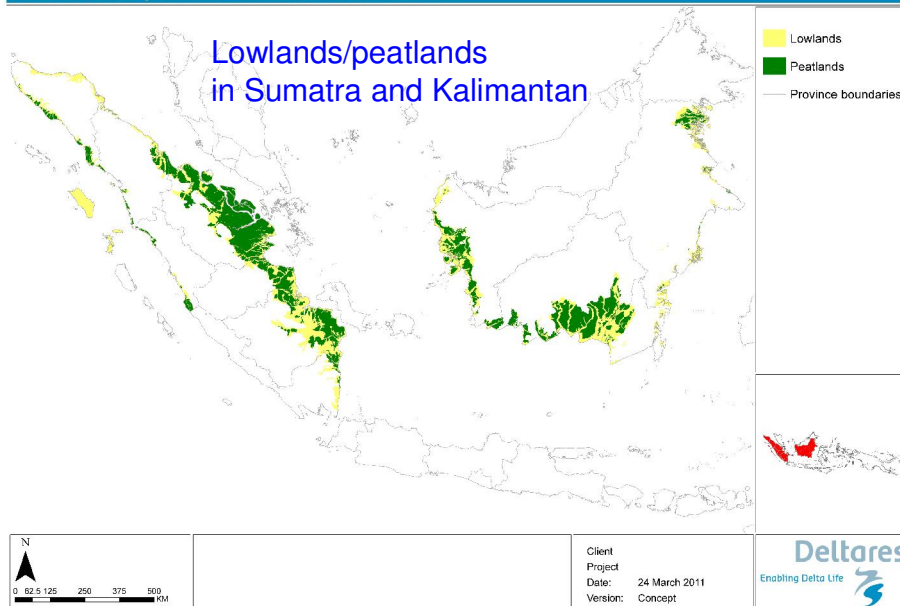 Lowlands/peatlands
in Sumatra and Kalimantan
Lowlands
Peatlands
Province boundaries
N
0 62.5 125 250 375 500
KM
Client
Project
Date: 24 March 2011
Version: Concept
Deltares
Enabling Delta Life